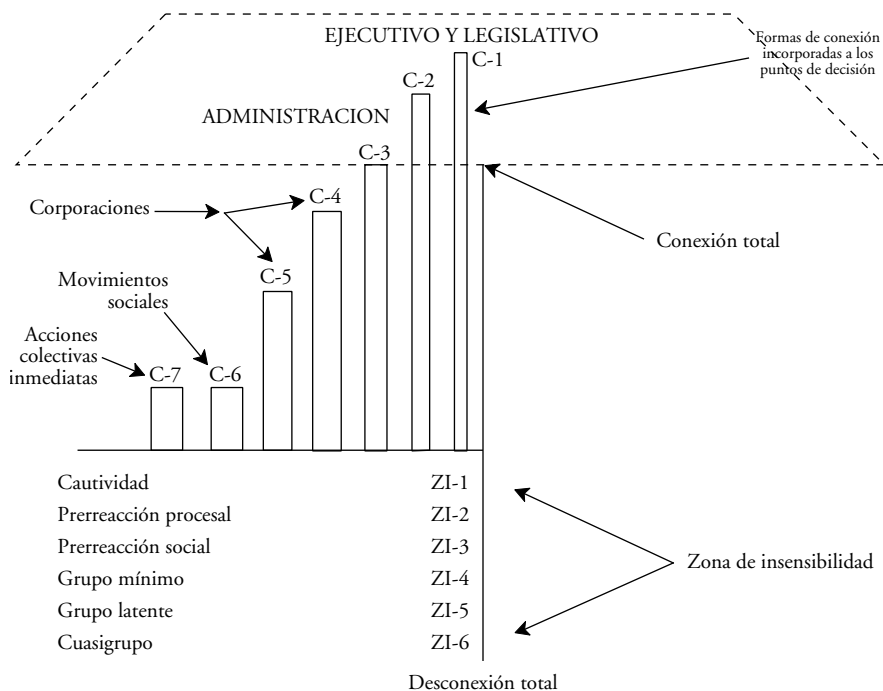 EJECUTIVO Y LEGISLATIVO
Formas de conexión
incorporadas a los
puntos de decisión
C-1
C-2
ADMINISTRACION
C-3
C-4
Corporaciones
Conexión total
C-5
Movimientos
sociales
Acciones
colectivas
inmediatas
C-7
C-6
Cautividad
ZI-1
Prerreacción procesal
ZI-2
Prerreacción social
ZI-3
Zona de insensibilidad
Grupo mínimo
ZI-4
Grupo latente
ZI-5
Cuasigrupo
ZI-6
Desconexión total